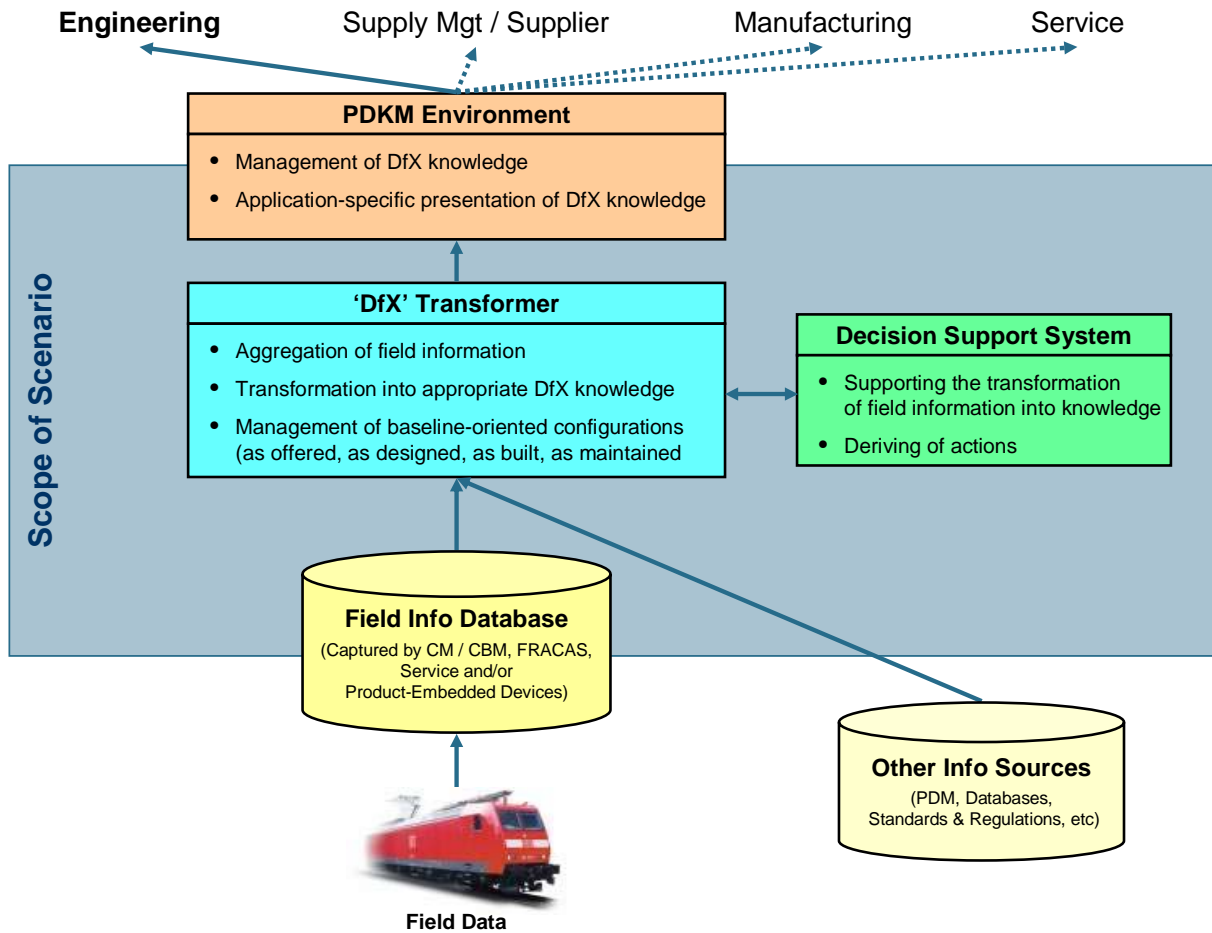 Engineering
Supply Mgt / Supplier
Manufacturing
Service
PDKM Environment
• Management of DfX knowledge
• Application-specific presentation of DfX knowledge
Scope of Scenario
‘DfX’ Transformer
• Aggregation of field information
• Transformation into appropriate DfX knowledge
• Management of baseline-oriented configurations
(as offered, as designed, as built, as maintained
Decision Support System
• Supporting the transformation
of field information into knowledge
• Deriving of actions
Field Info Database
(Captured by CM / CBM, FRACAS,
Service and/or
Product-Embedded Devices)
Other Info Sources
(PDM, Databases,
Standards & Regulations, etc)
Field Data